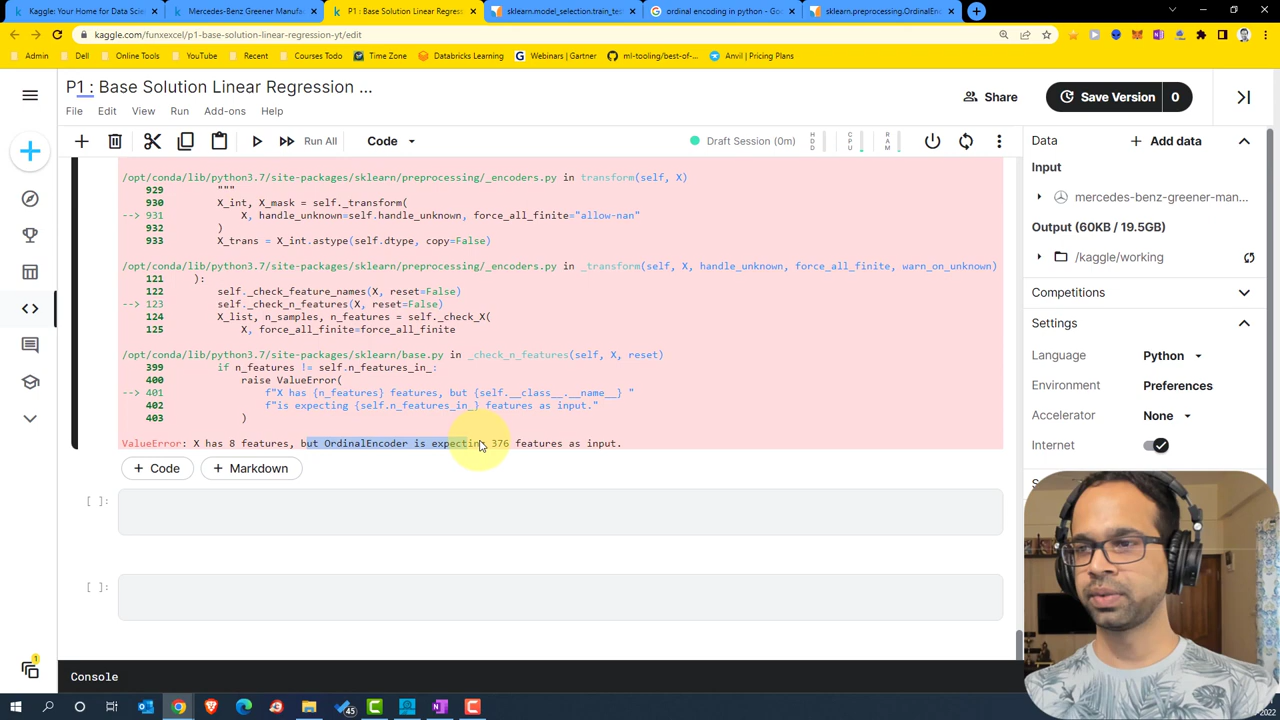 Kaggle: Your Home for Data Scien
Mercedes-Benz Greener Manufac
P1 : Base Solution Linear Regress
sklearn.model_selection.train_tes
ordinal encoding in python - Goo
sklearn.preprocessing.OrdinalEnc
kaggle.com/funxexcel/p1-base-solution-linear-regression-yt/edit
Admin
Online Tools
YouTube
Recent
Courses Todo
Time Zone
Databricks Learning
Webinars | Gartner
ml-tooling/best-of-...
Anvil | Pricing Plans
P1 : Base Solution Linear Regression ...
File Edit View Run Add-ons Help
Share
Save Version 0
Run All
Code
Draft Session (0m)
HDD
CPU
RAM
/opt/conda/lib/python3.7/site-packages/sklearn/preprocessing/_encoders.py in transform(self, X)
929 """
930 X_int, X_mask = self._transform(
--> 931 X, handle_unknown=self.handle_unknown, force_all_finite="allow-nan"
932 )
933 X_trans = X_int.astype(self.dtype, copy=False)
/opt/conda/lib/python3.7/site-packages/sklearn/preprocessing/_encoders.py in _transform(self, X, handle_unknown, force_all_finite, warn_on_unknown)
121 ):
122 self._check_feature_names(X, reset=False)
--> 123 self._check_n_features(X, reset=False)
124 X_list, n_samples, n_features = self._check_X(
125 X, force_all_finite=force_all_finite
/opt/conda/lib/python3.7/site-packages/sklearn/base.py in _check_n_features(self, X, reset)
399 if n_features != self.n_features_in_:
400 raise ValueError(
--> 401 f"X has {n_features} features, but {self.__class__.__name__} "
402 f"is expecting {self.n_features_in_} features as input."
403 )
ValueError: X has 8 features, but OrdinalEncoder is expecting 376 features as input.
+ Code
+ Markdown
[ ]:
[ ]:
Console
Data
+ Add data
Input
mercedes-benz-greener-man...
Output (60KB / 19.5GB)
/kaggle/working
Competitions
Settings
Language Python
Environment Preferences
Accelerator None
Internet
1
45
-2022